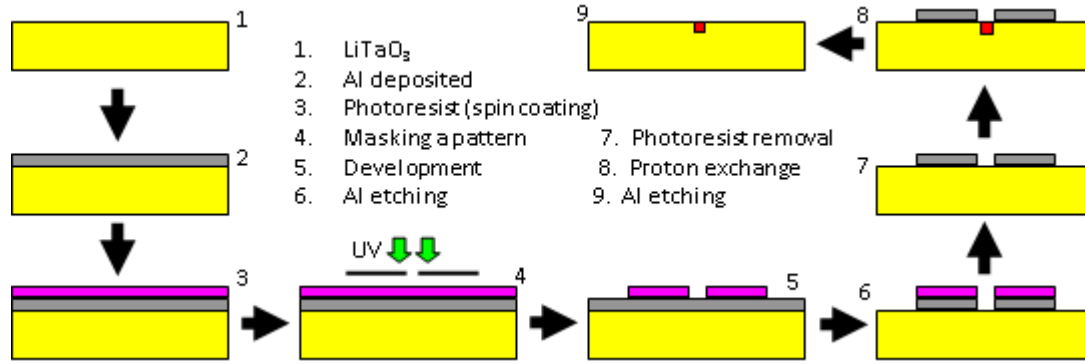 1
9
8
1. LiTaO₃
2. Al deposited
3. Photoresist (spin coating)
4. Masking a pattern
5. Development
6. Al etching
7. Photoresist removal
8. Proton exchange
9. Al etching
2
7
UV
3
4
5
6